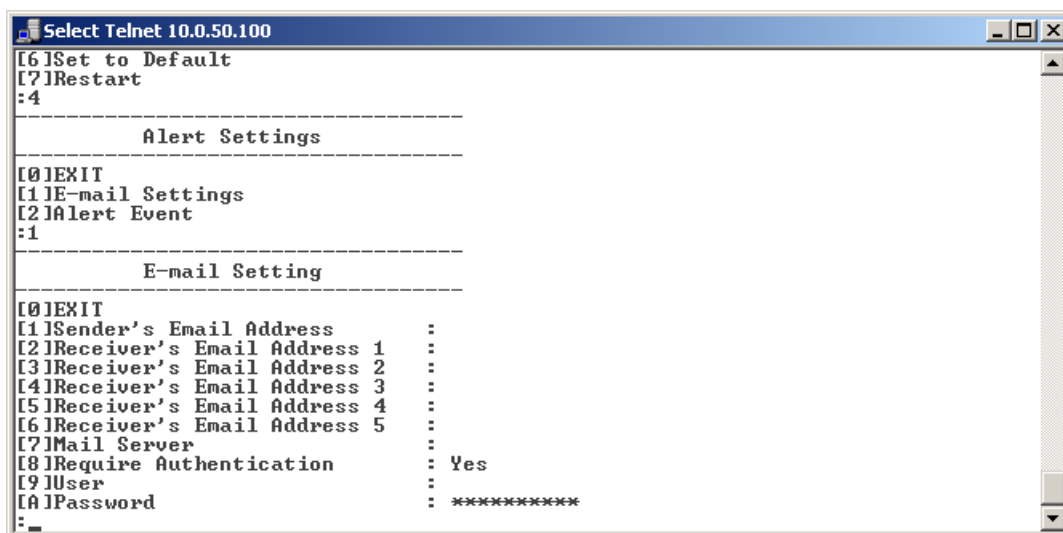 Select Telnet 10.0.50.100
[6]Set to Default
[7]Restart
:4
------------------------------------
Alert Settings
------------------------------------
[0]EXIT
[1]E-mail Settings
[2]Alert Event
:1
------------------------------------
E-mail Setting
------------------------------------
[0]EXIT
[1]Sender's Email Address :
[2]Receiver's Email Address 1 :
[3]Receiver's Email Address 2 :
[4]Receiver's Email Address 3 :
[5]Receiver's Email Address 4 :
[6]Receiver's Email Address 5 :
[7]Mail Server :
[8]Require Authentication : Yes
[9]User :
[A]Password : **********
:_